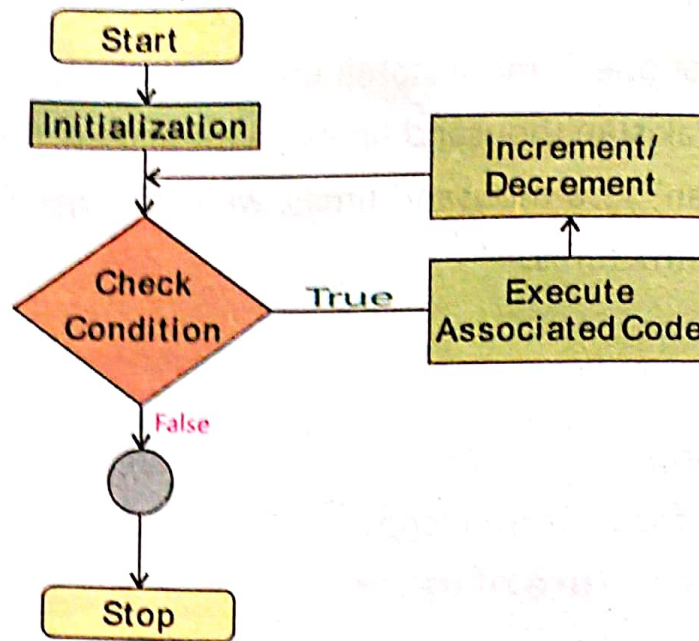 Start
Initialization
Increment/
Decrement
Check
Condition
True
Execute
Associated Code
False
Stop